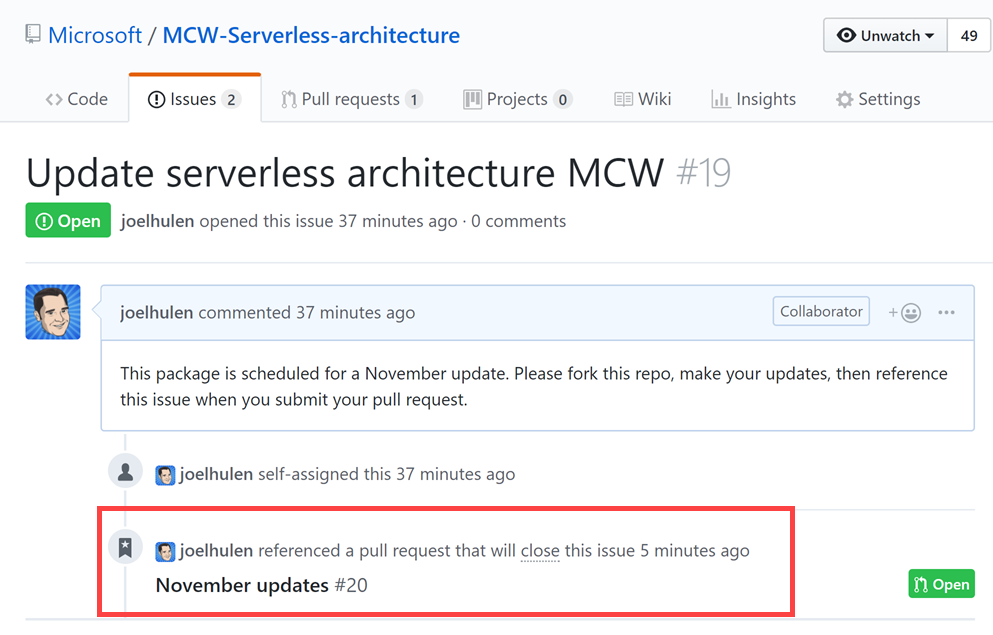 Microsoft / MCW-Serverless-architecture
Unwatch 49
Code Issues 2 Pull requests 1 Projects 0 Wiki Insights Settings
Update serverless architecture MCW #19
Open joelhulen opened this issue 37 minutes ago · 0 comments
joelhulen commented 37 minutes ago Collaborator
This package is scheduled for a November update. Please fork this repo, make your updates, then reference
this issue when you submit your pull request.
joelhulen self-assigned this 37 minutes ago
joelhulen referenced a pull request that will close this issue 5 minutes ago
November updates #20 Open